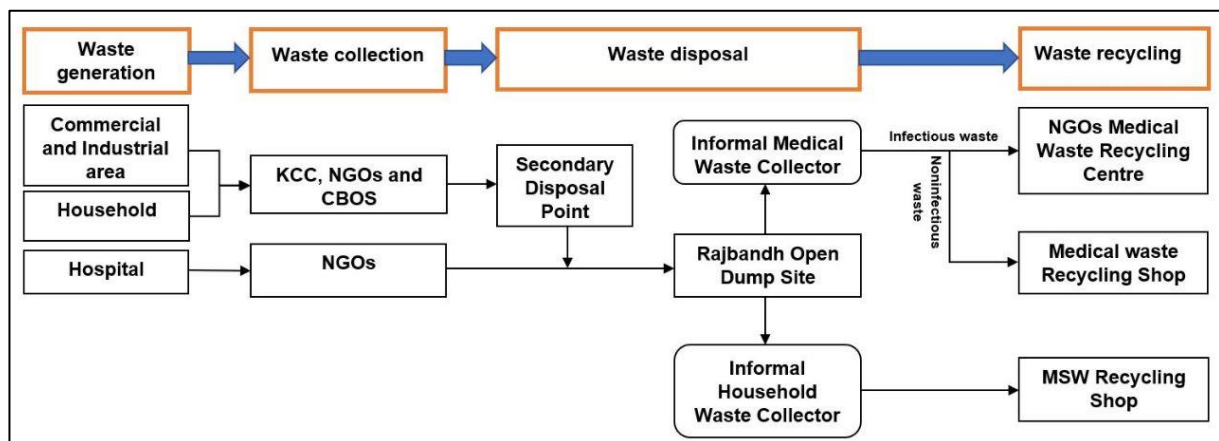 Waste
generation
Waste collection
Waste disposal
Waste recycling
Commercial
and Industrial
area
Household
Hospital
KCC, NGOs and
CBOS
NGOs
Secondary
Disposal
Point
Informal Medical
Waste Collector
Rajbandh Open
Dump Site
Informal
Household
Waste Collector
Infectious waste
Noninfectious
waste
NGOs Medical
Waste Recycling
Centre
Medical waste
Recycling Shop
MSW Recycling
Shop